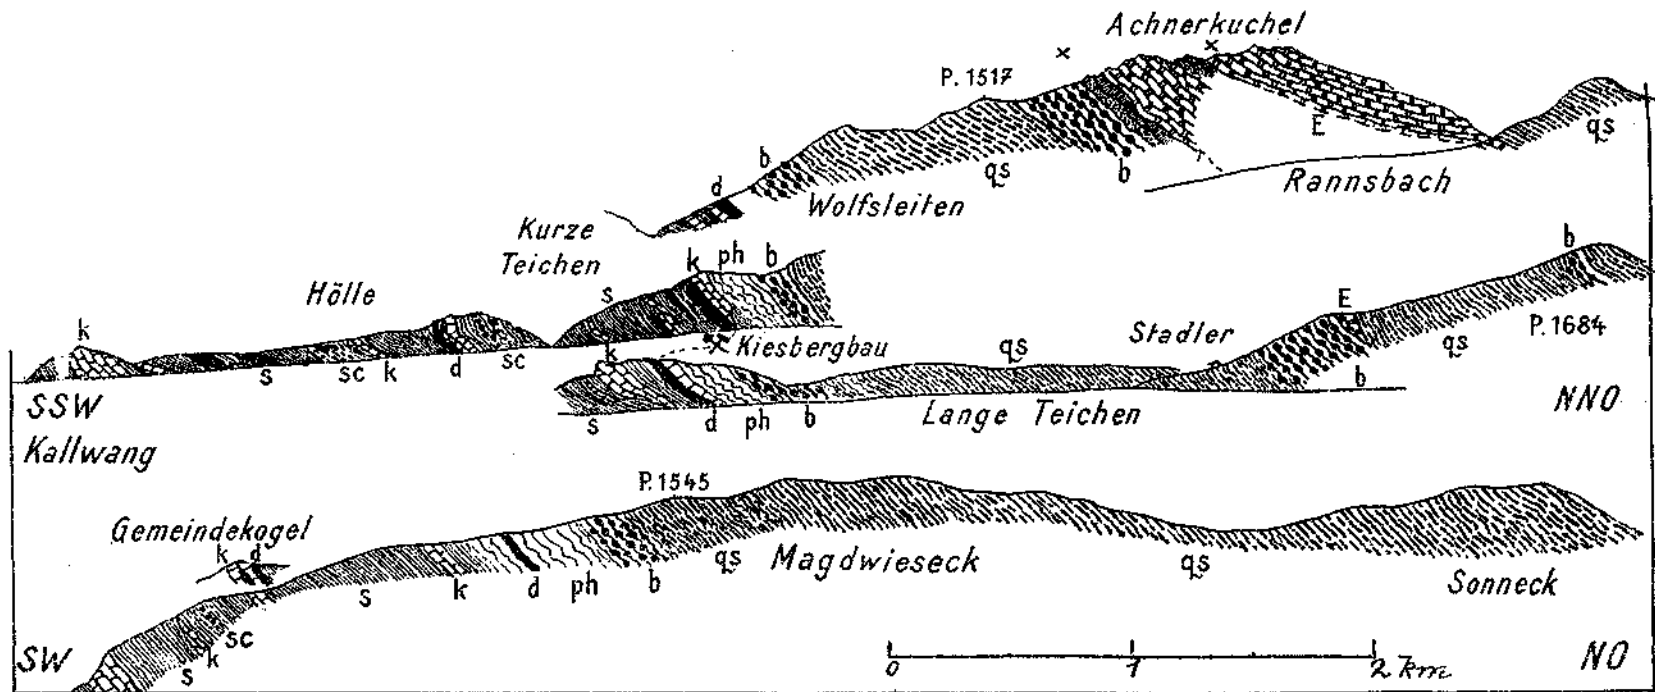 Achnerkuchel
× ×
P. 1517
E
qs
b
qs
b
Rannsbach
d
Wolfsleiten
Kurze
Teichen
k ph b
b
s
Hölle
E
k
P. 1684
Stadler
qs
k
Kiesbergbau
qs
s sc k d sc
b
SSW
NNO
s d ph b
Lange Teichen
Kallwang
P. 1545
Gemeindekogel
k d
qs
Magdwieseck
qs
s k d ph b
Sonneck
sc
k
s
SW
0 1 2 km
NO